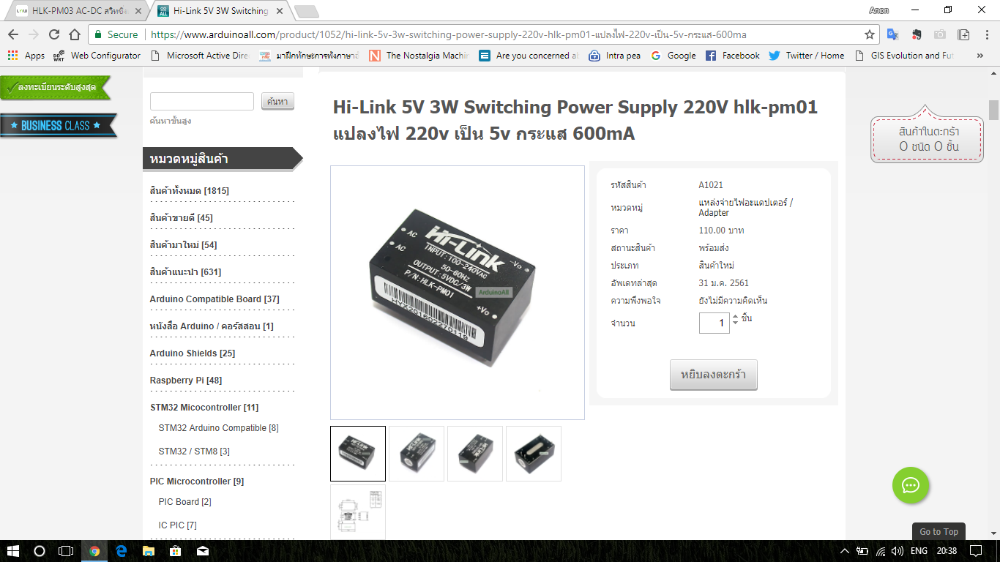 HLK-PM03 AC-DC สวิทชิ่ง
Hi-Link 5V 3W Switching
Anon
Secure
https://www.arduinoall.com/product/1052/hi-link-5v-3w-switching-power-supply-220v-hlk-pm01-แปลงไฟ-220v-เป็น-5v-กระแส-600ma
Apps
DD WRT Web Configurator
Microsoft Active Dire
มาฝึกทักษะการฟังภาษาอั
The Nostalgia Machin
Are you concerned ab
Intra pea
Google
Facebook
Twitter / Home
GIS Evolution and Fut
ลงทะเบียนระดับสูงสุด
BUSINESS CLASS
ค้นหา
ค้นหาขั้นสูง
หมวดหมู่สินค้า
สินค้าทั้งหมด [1815]
สินค้าขายดี [45]
สินค้ามาใหม่ [54]
สินค้าแนะนำ [631]
Arduino Compatible Board [37]
หนังสือ Arduino / คอร์สสอน [1]
Arduino Shields [25]
Raspberry Pi [48]
STM32 Micocontroller [11]
STM32 Arduino Compatible [8]
STM32 / STM8 [3]
PIC Microcontroller [9]
PIC Board [2]
IC PIC [7]
Hi-Link 5V 3W Switching Power Supply 220V hlk-pm01
แปลงไฟ 220v เป็น 5v กระแส 600mA
AC
AC
Hi-Link
INPUT:100-240VAC
50-60Hz
OUTPUT:5VDC/3W
P/N:HLK-PM01
-Vo
+Vo
ArduinoAll
HYX201602270119
รหัสสินค้า A1021
หมวดหมู่ แหล่งจ่ายไฟอะแดปเตอร์ /
Adapter
ราคา 110.00 บาท
สถานะสินค้า พร้อมส่ง
ประเภท สินค้าใหม่
อัพเดทล่าสุด 31 ม.ค. 2561
ความพึงพอใจ ยังไม่มีความคิดเห็น
จำนวน 1 ชิ้น
หยิบลงตะกร้า
สินค้าในตะกร้า
0 ชนิด 0 ชิ้น
Go to Top
ENG
20:38